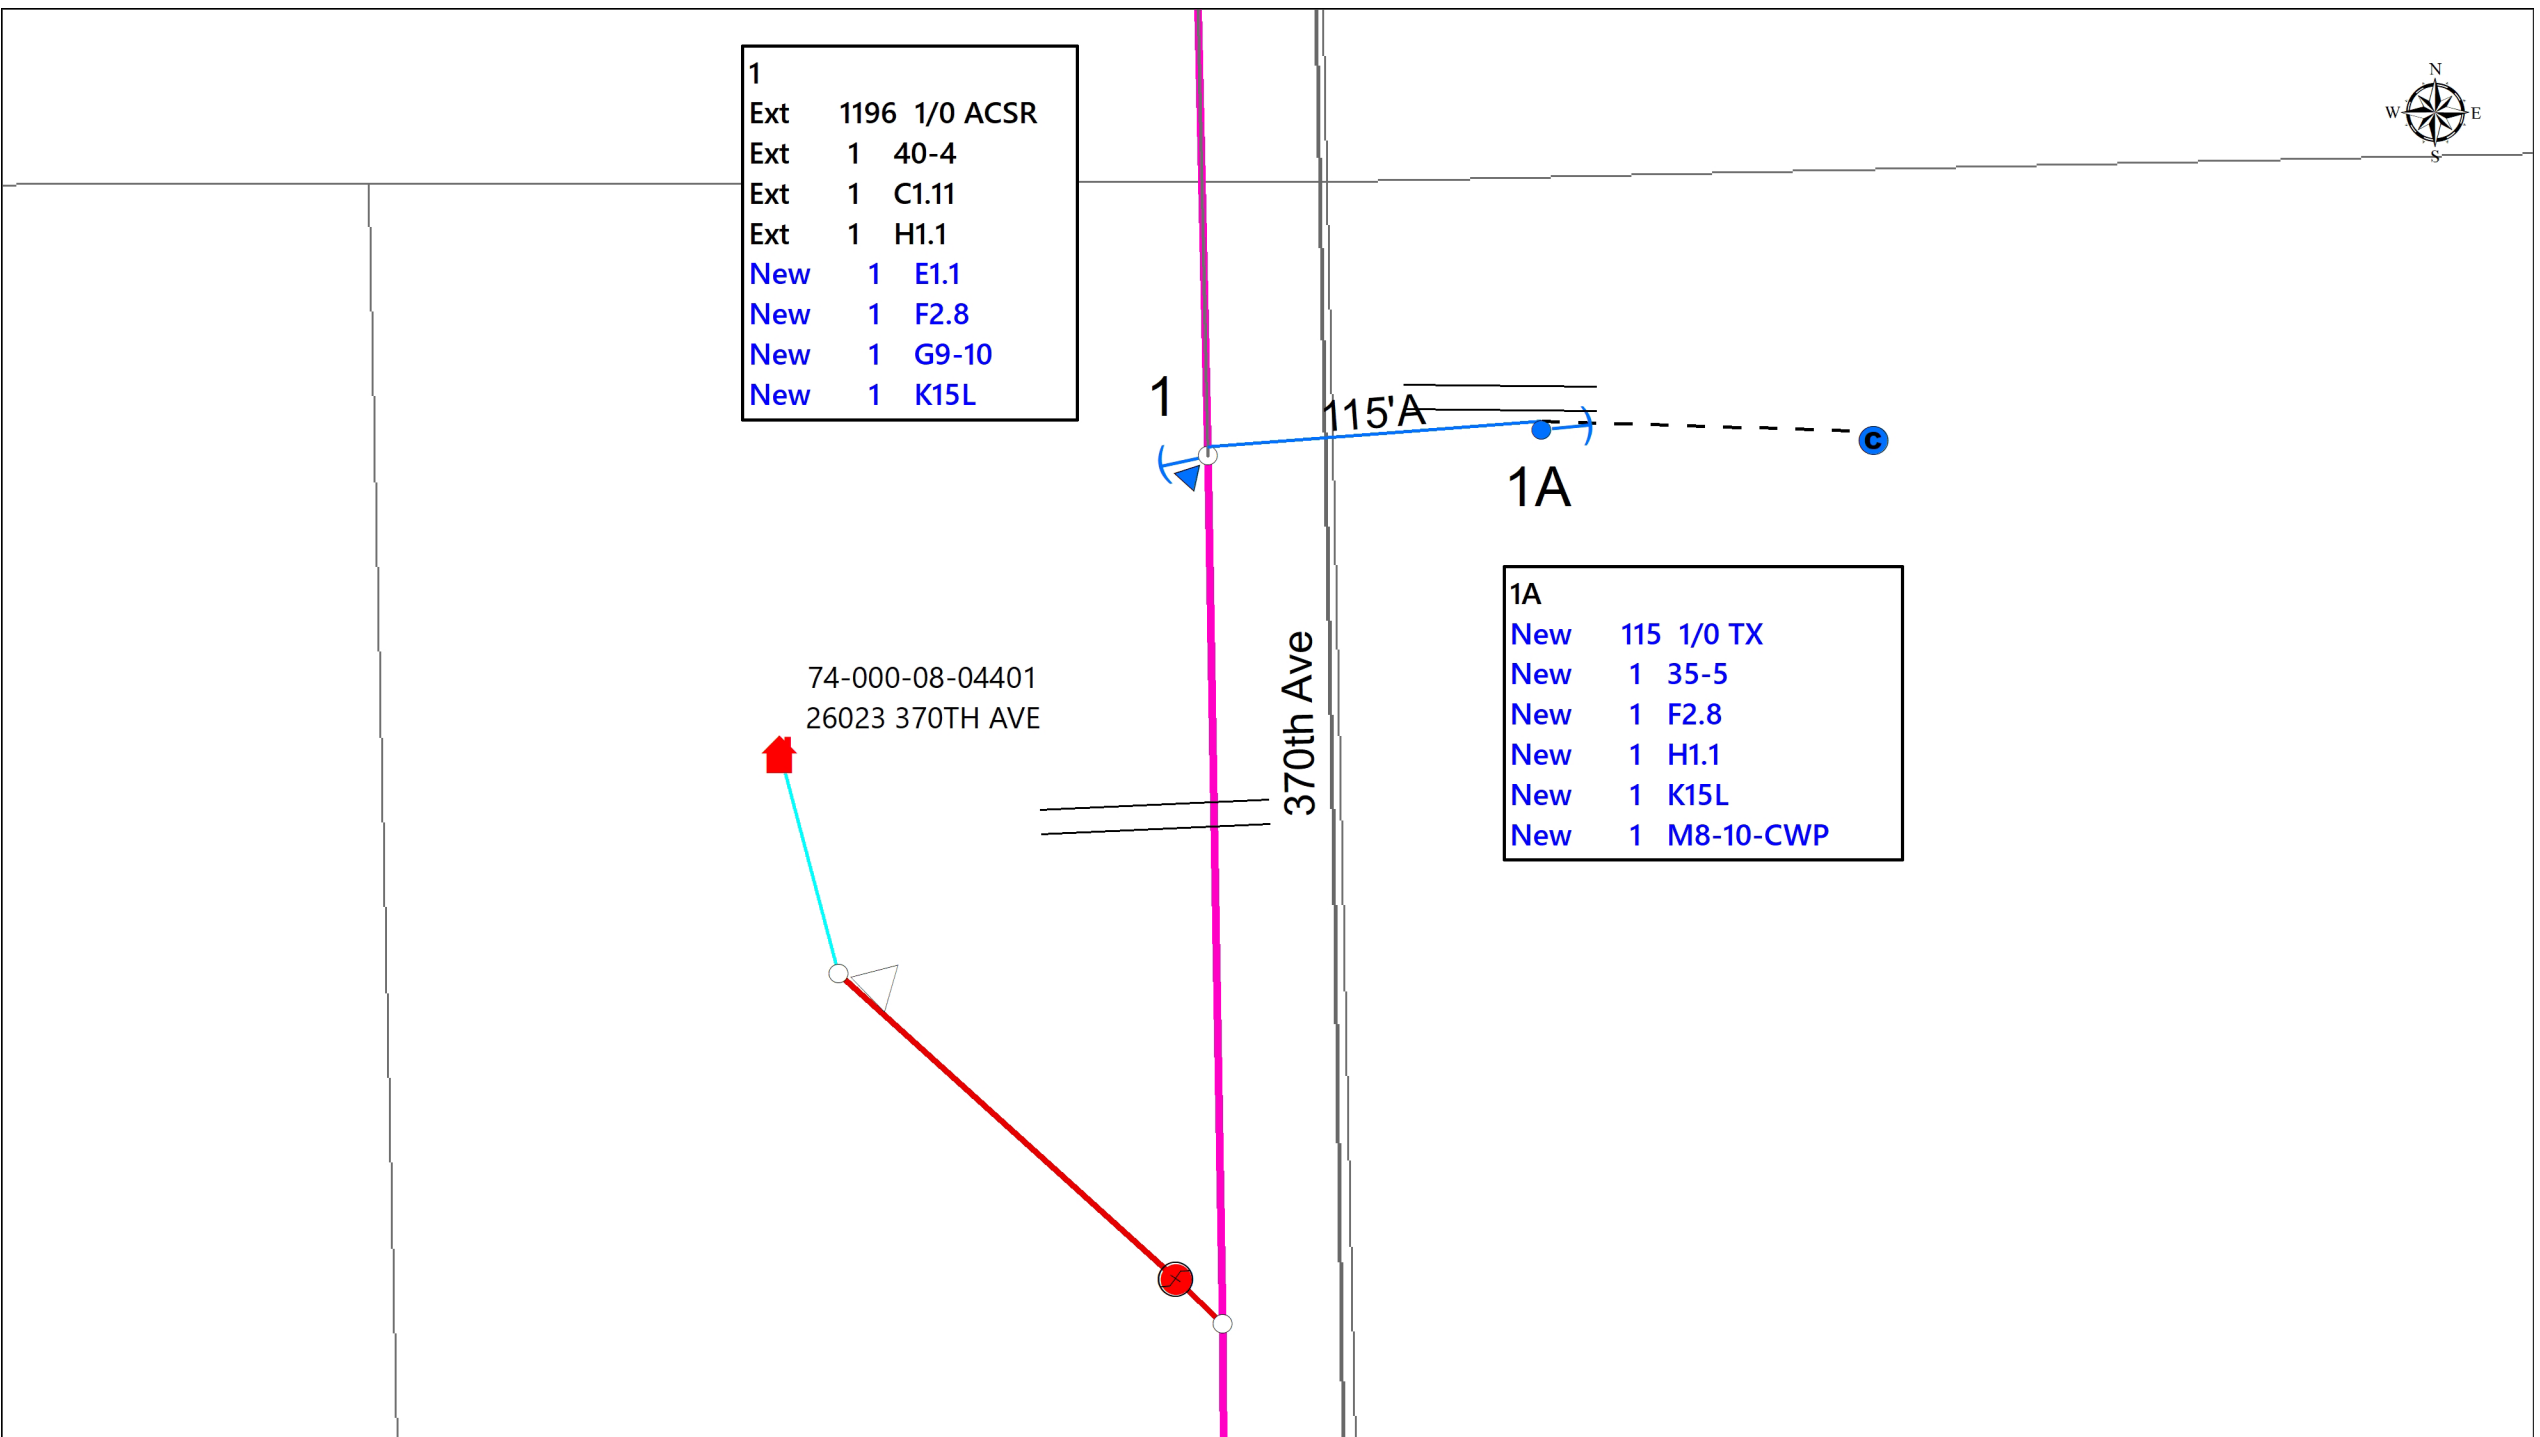 1
Ext 1196 1/0 ACSR
Ext 1 40-4
Ext 1 C1.11
Ext 1 H1.1
New 1 E1.1
New 1 F2.8
New 1 G9-10
New 1 K15L
N
W E
S
1
115'A
C
1A
1A
New 115 1/0 TX
New 1 35-5
New 1 F2.8
New 1 H1.1
New 1 K15L
New 1 M8-10-CWP
370th Ave
74-000-08-04401
26023 370TH AVE